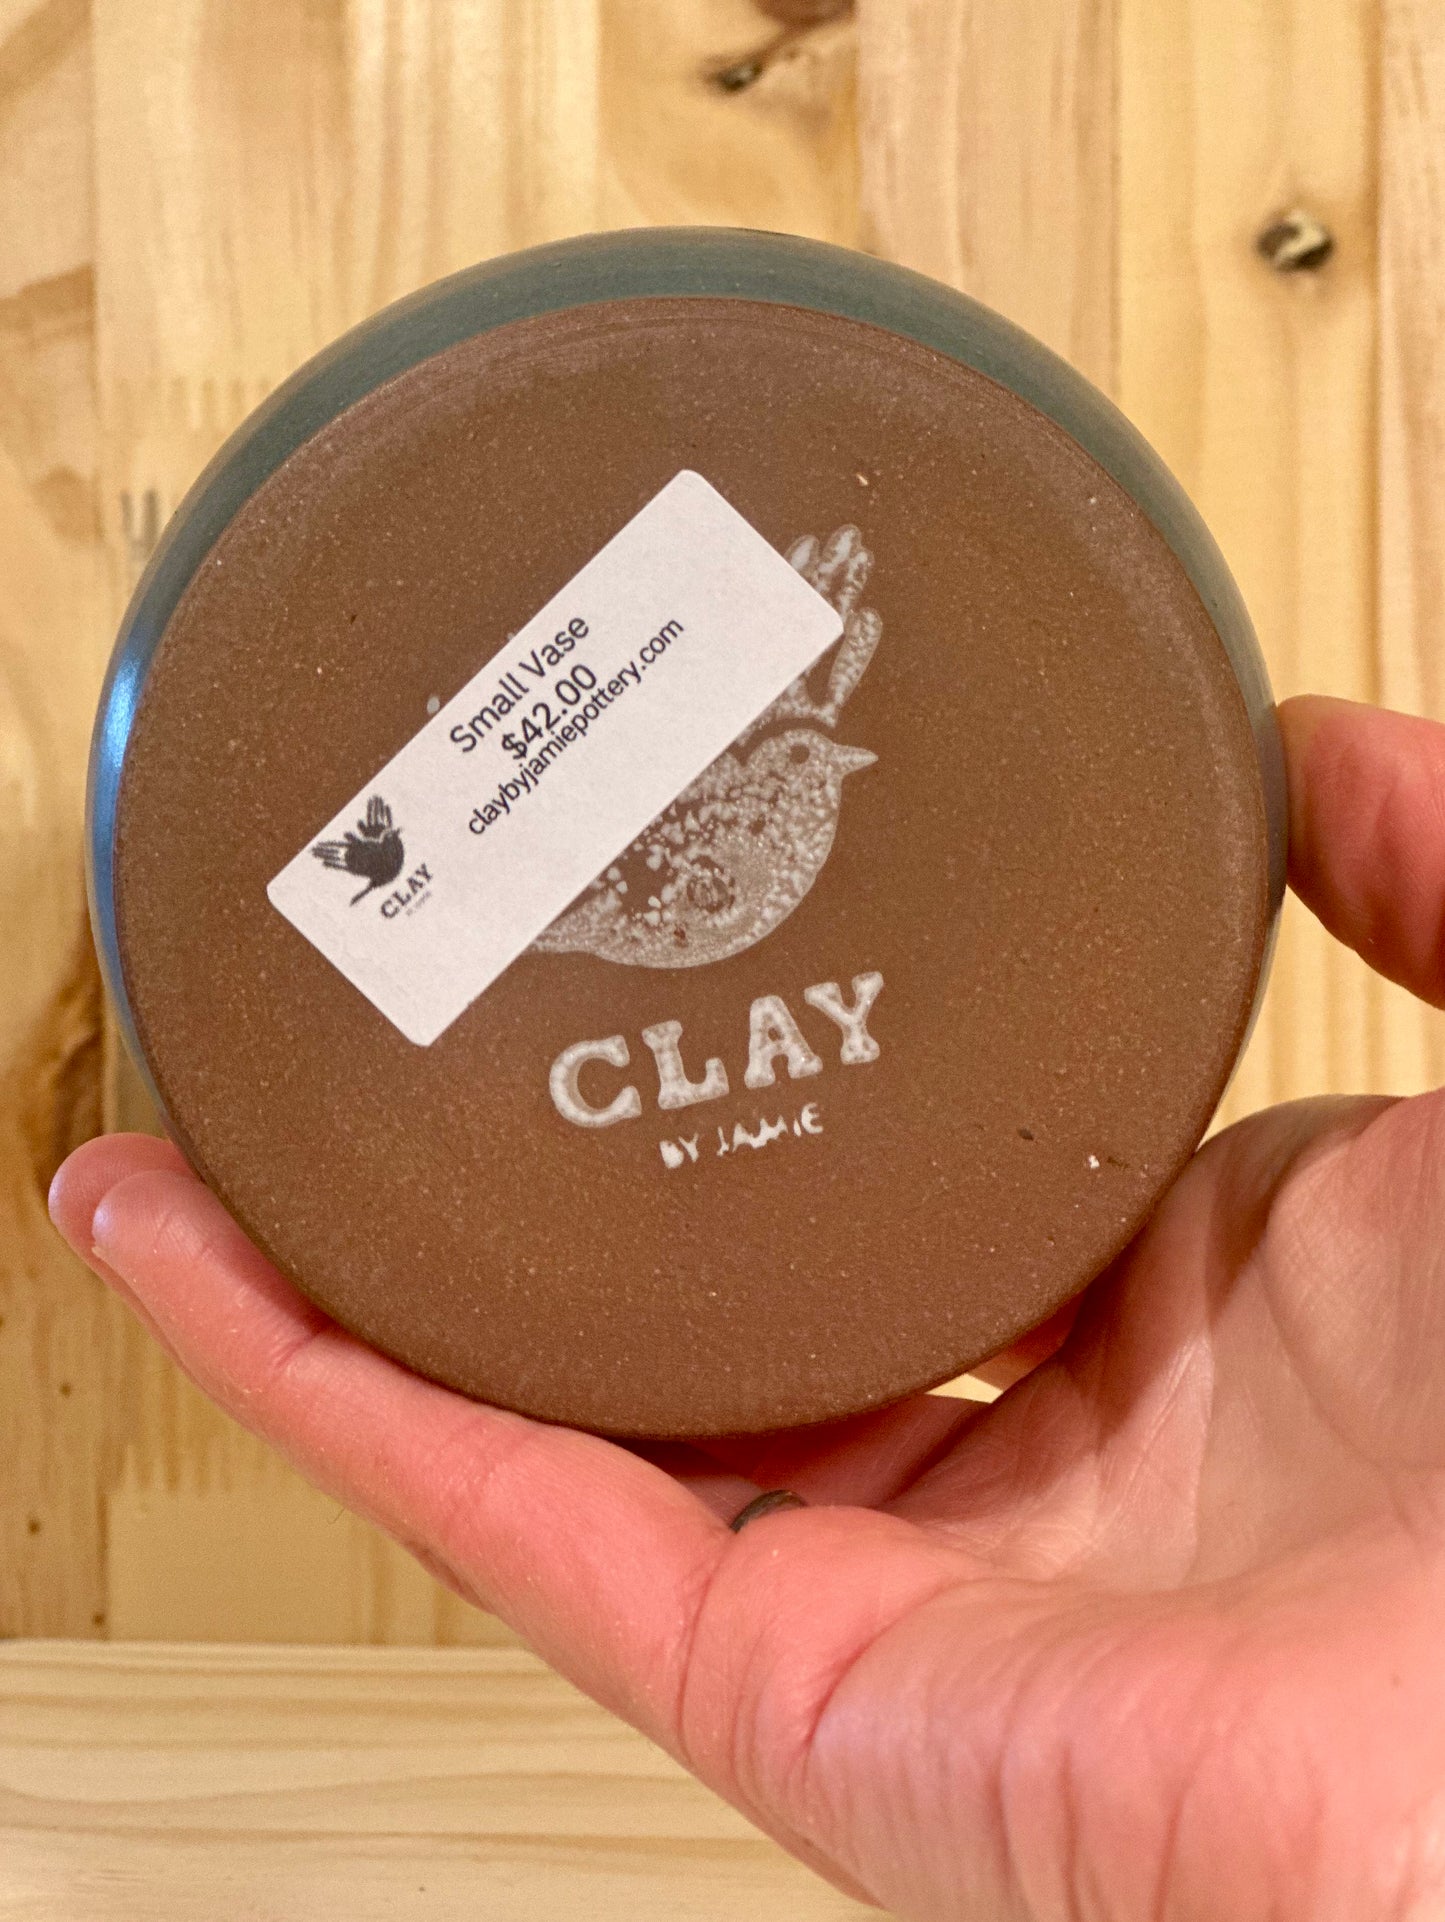 Small Vase
$42.00
claybyjamiepottery.com
CLAY
CLAY
BY JAMIE